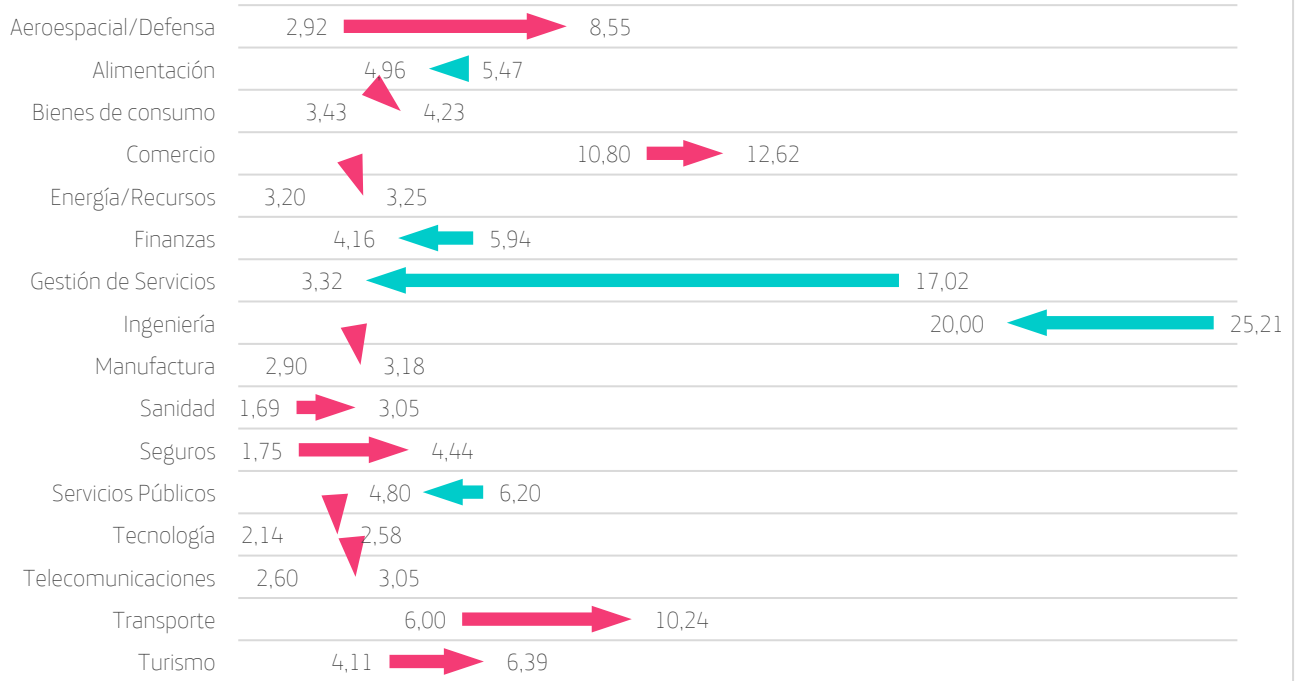 Aeroespacial/Defensa 2,92 8,55
Alimentación 4,96 5,47
Bienes de consumo 3,43 4,23
Comercio 10,80 12,62
Energía/Recursos 3,20 3,25
Finanzas 4,16 5,94
Gestión de Servicios 3,32 17,02
Ingeniería 20,00 25,21
Manufactura 2,90 3,18
Sanidad 1,69 3,05
Seguros 1,75 4,44
Servicios Públicos 4,80 6,20
Tecnología 2,14 2,58
Telecomunicaciones 2,60 3,05
Transporte 6,00 10,24
Turismo 4,11 6,39